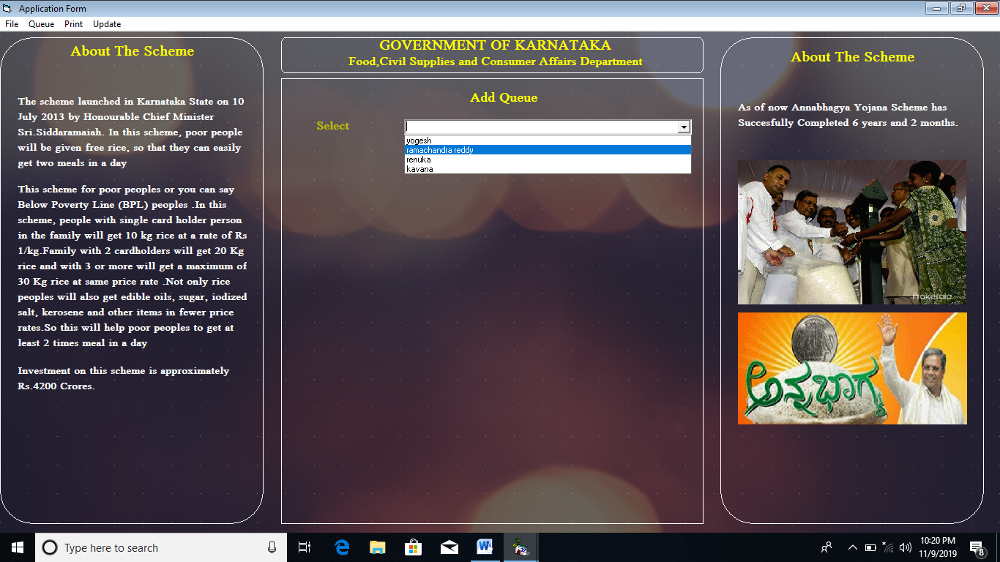 Application Form
File Queue Print Update
About The Scheme
The scheme launched in Karnataka State on 10
July 2013 by Honourable Chief Minister
Sri.Siddaramaiah. In this scheme, poor people
will be given free rice, so that they can easily
get two meals in a day
This scheme for poor peoples or you can say
Below Poverty Line (BPL) peoples .In this
scheme, people with single card holder person
in the family will get 10 kg rice at a rate of Rs
1/kg.Family with 2 cardholders will get 20 Kg
rice and with 3 or more will get a maximum of
30 Kg rice at same price rate .Not only rice
peoples will also get edible oils, sugar, iodized
salt, kerosene and other items in fewer price
rates.So this will help poor peoples to get at
least 2 times meal in a day
Investment on this scheme is approximately
Rs.4200 Crores.
GOVERNMENT OF KARNATAKA
Food,Civil Supplies and Consumer Affairs Department
Add Queue
Select
yogesh
ramachandra reddy
renuka
kavana
About The Scheme
As of now Annabhagya Yojana Scheme has
Succesfully Completed 6 years and 2 months.
Prokerala
ಅನ್ನಭಾಗ್ಯ
Type here to search
10:20 PM
11/9/2019
8